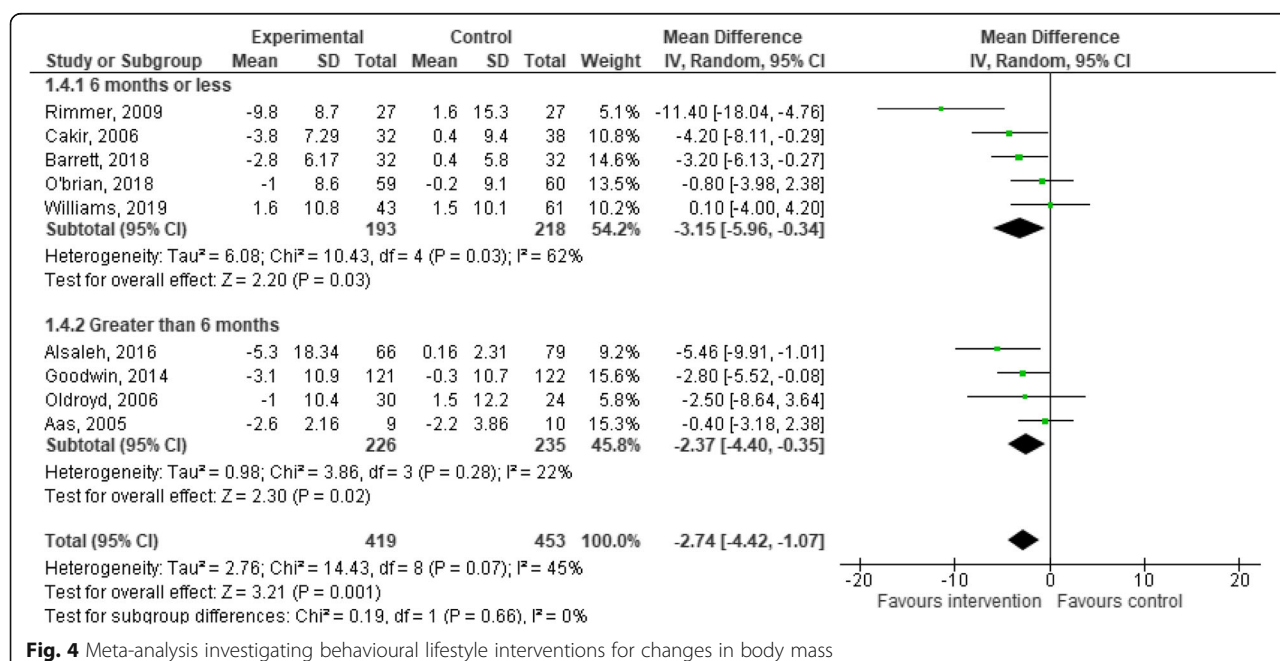 Experimental Control Mean Difference Mean Difference
Study or Subgroup Mean SD Total Mean SD Total Weight IV, Random, 95% CI IV, Random, 95% CI
1.4.1 6 months or less
Rimmer, 2009 -9.8 8.7 27 1.6 15.3 27 5.1% -11.40 [-18.04, -4.76]
Cakir, 2006 -3.8 7.29 32 0.4 9.4 38 10.8% -4.20 [-8.11, -0.29]
Barrett, 2018 -2.8 6.17 32 0.4 5.8 32 14.6% -3.20 [-6.13, -0.27]
O'brian, 2018 -1 8.6 59 -0.2 9.1 60 13.5% -0.80 [-3.98, 2.38]
Williams, 2019 1.6 10.8 43 1.5 10.1 61 10.2% 0.10 [-4.00, 4.20]
Subtotal (95% CI) 193 218 54.2% -3.15 [-5.96, -0.34]
Heterogeneity: Tau² = 6.08; Chi² = 10.43, df = 4 (P = 0.03); I² = 62%
Test for overall effect: Z = 2.20 (P = 0.03)
1.4.2 Greater than 6 months
Alsaleh, 2016 -5.3 18.34 66 0.16 2.31 79 9.2% -5.46 [-9.91, -1.01]
Goodwin, 2014 -3.1 10.9 121 -0.3 10.7 122 15.6% -2.80 [-5.52, -0.08]
Oldroyd, 2006 -1 10.4 30 1.5 12.2 24 5.8% -2.50 [-8.64, 3.64]
Aas, 2005 -2.6 2.16 9 -2.2 3.86 10 15.3% -0.40 [-3.18, 2.38]
Subtotal (95% CI) 226 235 45.8% -2.37 [-4.40, -0.35]
Heterogeneity: Tau² = 0.98; Chi² = 3.86, df = 3 (P = 0.28); I² = 22%
Test for overall effect: Z = 2.30 (P = 0.02)
Total (95% CI) 419 453 100.0% -2.74 [-4.42, -1.07]
Heterogeneity: Tau² = 2.76; Chi² = 14.43, df = 8 (P = 0.07); I² = 45%
Test for overall effect: Z = 3.21 (P = 0.001)
Test for subgroup differences: Chi² = 0.19, df = 1 (P = 0.66), I² = 0%
-20 -10 0 10 20
Favours intervention Favours control
Fig. 4 Meta-analysis investigating behavioural lifestyle interventions for changes in body mass